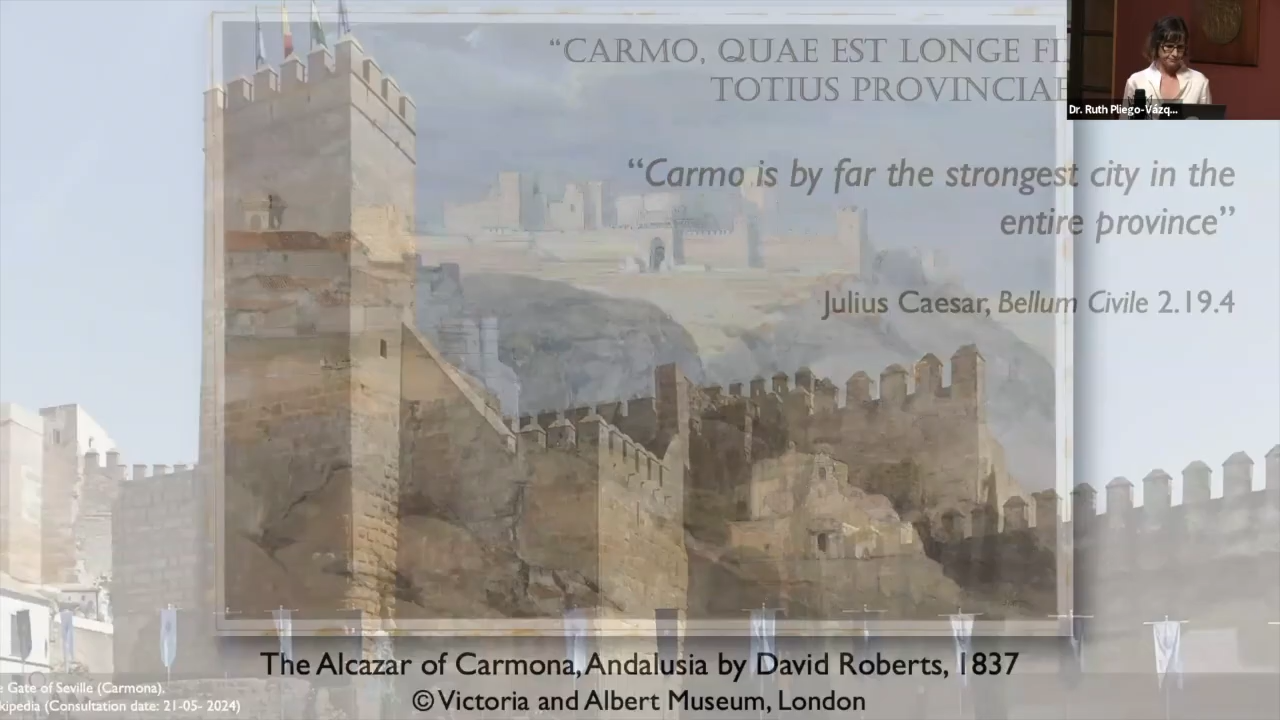 “CARMO, QUAE EST LONGE
TOTIUS PROVINCIAE
Dr. Ruth Pliego-Vázq...
“Carmo is by far the strongest city in the
entire province”
Julius Caesar, Bellum Civile 2.19.4
The Alcazar of Carmona, Andalusia by David Roberts, 1837
© Victoria and Albert Museum, London
Gate of Seville (Carmona).
(Consultation date: 21-05- 2024)